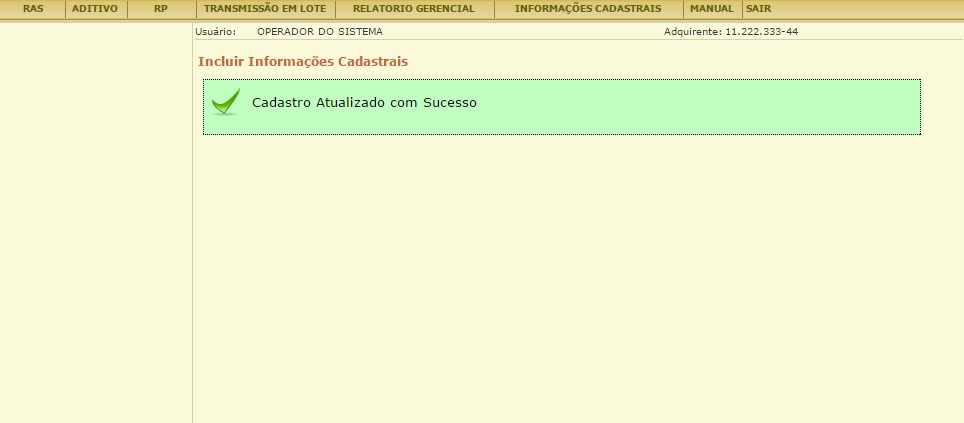 RAS ADITIVO RP TRANSMISSÃO EM LOTE RELATORIO GERENCIAL INFORMAÇÕES CADASTRAIS MANUAL SAIR
Usuário: OPERADOR DO SISTEMA Adquirente: 11.222.333-44
Incluir Informações Cadastrais
Cadastro Atualizado com Sucesso